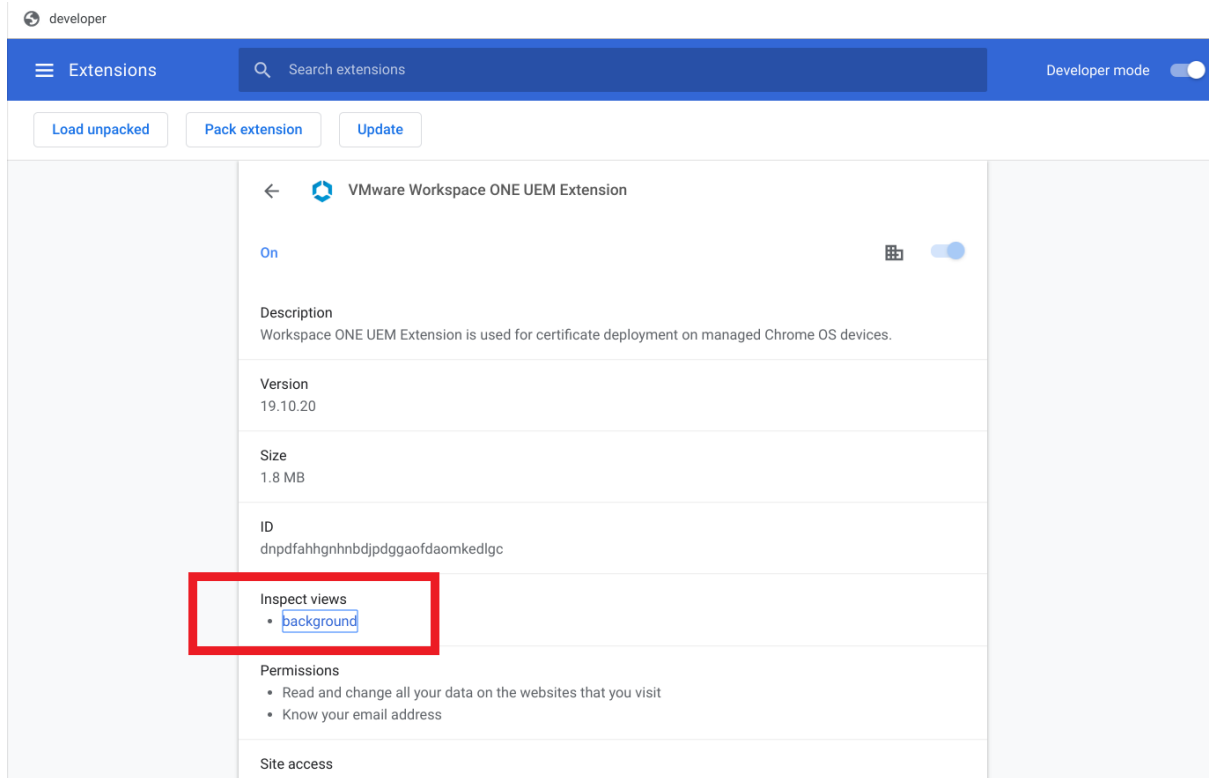 developer
Extensions
Search extensions
Developer mode
Load unpacked
Pack extension
Update
VMware Workspace ONE UEM Extension
On
Description
Workspace ONE UEM Extension is used for certificate deployment on managed Chrome OS devices.
Version
19.10.20
Size
1.8 MB
ID
dnpdfahhgnhnbdjpdggaofdaomkedlgc
Inspect views
• background
Permissions
• Read and change all your data on the websites that you visit
• Know your email address
Site access